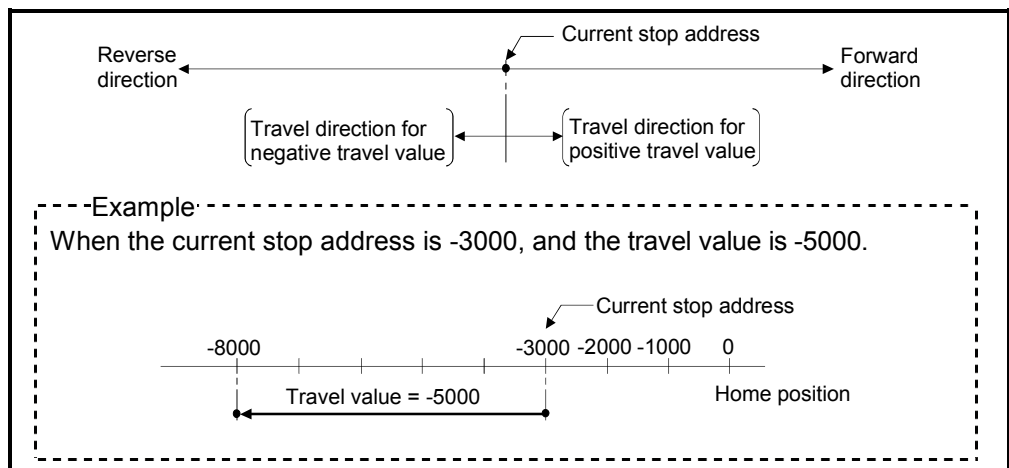 Current stop address
Reverse
direction
Forward
direction
Travel direction for
negative travel value
Travel direction for
positive travel value
Example
When the current stop address is -3000, and the travel value is -5000.
Current stop address
-8000 -3000 -2000 -1000 0
Travel value = -5000
Home position